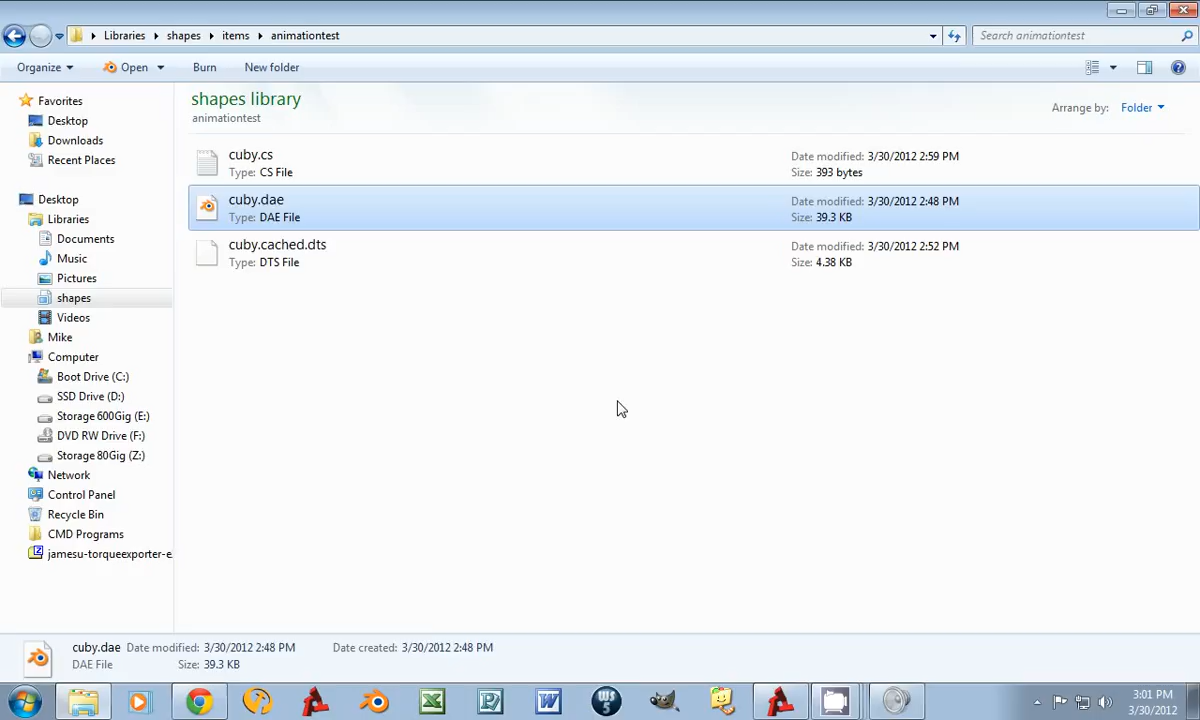 Libraries shapes items animationtest
Search animationtest
Organize Open Burn New folder
Favorites
Desktop
Downloads
Recent Places
Desktop
Libraries
Documents
Music
Pictures
shapes
Videos
Mike
Computer
Boot Drive (C:)
SSD Drive (D:)
Storage 600Gig (E:)
DVD RW Drive (F:)
Storage 80Gig (Z:)
Network
Control Panel
Recycle Bin
CMD Programs
jamesu-torqueexporter-e
shapes library
animationtest
Arrange by: Folder
cuby.cs
Type: CS File
Date modified: 3/30/2012 2:59 PM
Size: 393 bytes
cuby.dae
Type: DAE File
Date modified: 3/30/2012 2:48 PM
Size: 39.3 KB
cuby.cached.dts
Type: DTS File
Date modified: 3/30/2012 2:52 PM
Size: 4.38 KB
cuby.dae Date modified: 3/30/2012 2:48 PM Date created: 3/30/2012 2:48 PM
DAE File Size: 39.3 KB
WS
5
3:01 PM
3/30/2012